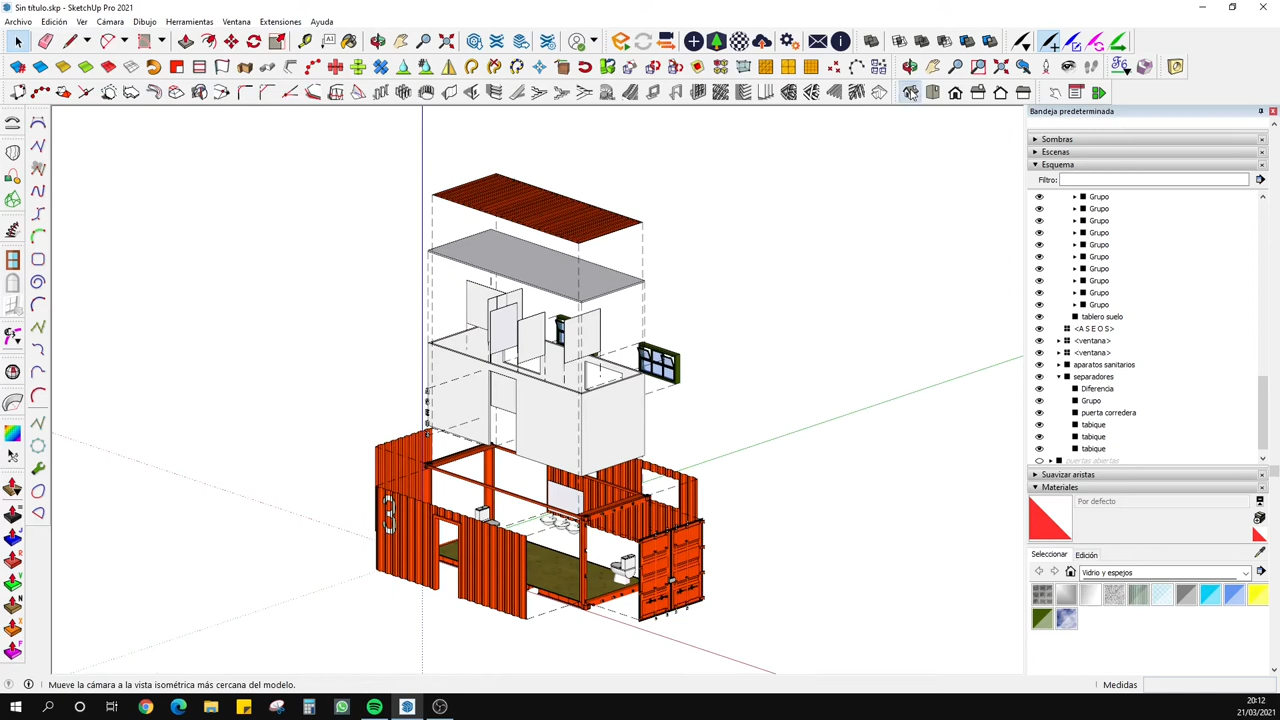 Sin título.skp - SketchUp Pro 2021
Archivo Edición Ver Cámara Dibujo Herramientas Ventana Extensiones Ayuda
Bandeja predeterminada
Sombras
Escenas
Esquema
Filtro:
Grupo
Grupo
Grupo
Grupo
Grupo
Grupo
Grupo
Grupo
Grupo
Grupo
tablero suelo
<A S E O S>
<ventana>
<ventana>
aparatos sanitarios
separadores
Diferencia
Grupo
puerta corredera
tabique
tabique
tabique
puertas abiertas
Suavizar aristas
Materiales
Por defecto
Seleccionar Edición
Vidrio y espejos
Mueve la cámara a la vista isométrica más cercana del modelo.
Medidas
20:12
21/03/2021